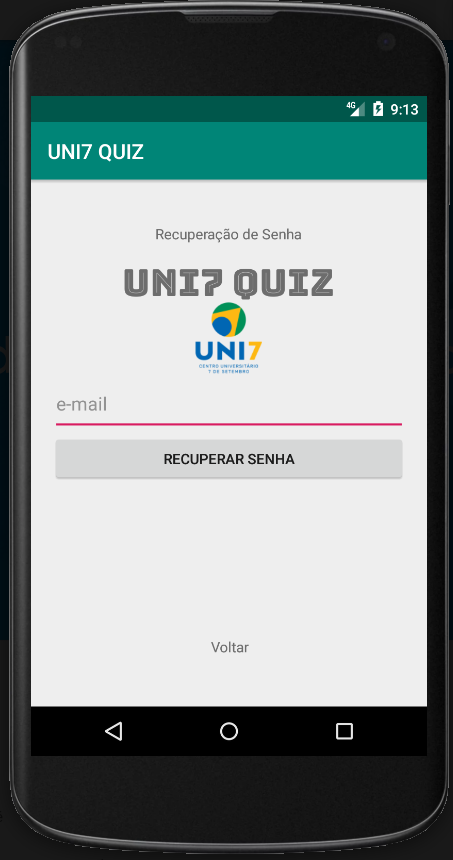 4G 9:13
UNI7 QUIZ
Recuperação de Senha
UNI7 QUIZ
UNI7
CENTRO UNIVERSITÁRIO
7 DE SETEMBRO
e-mail
RECUPERAR SENHA
Voltar